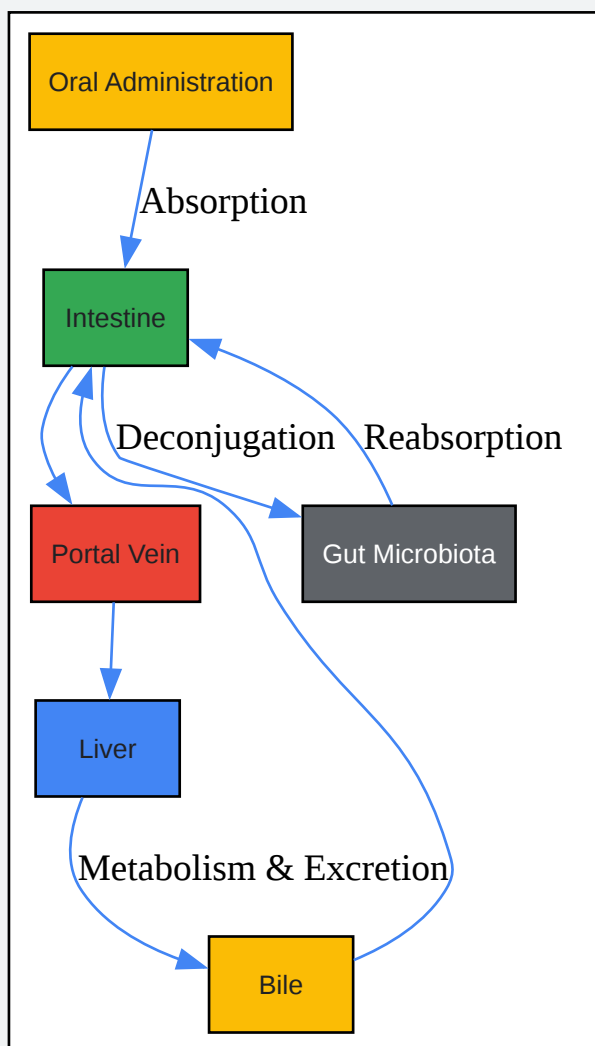 Oral Administration
Absorption
Intestine
Deconjugation
Reabsorption
Portal Vein
Gut Microbiota
Liver
Metabolism & Excretion
Bile